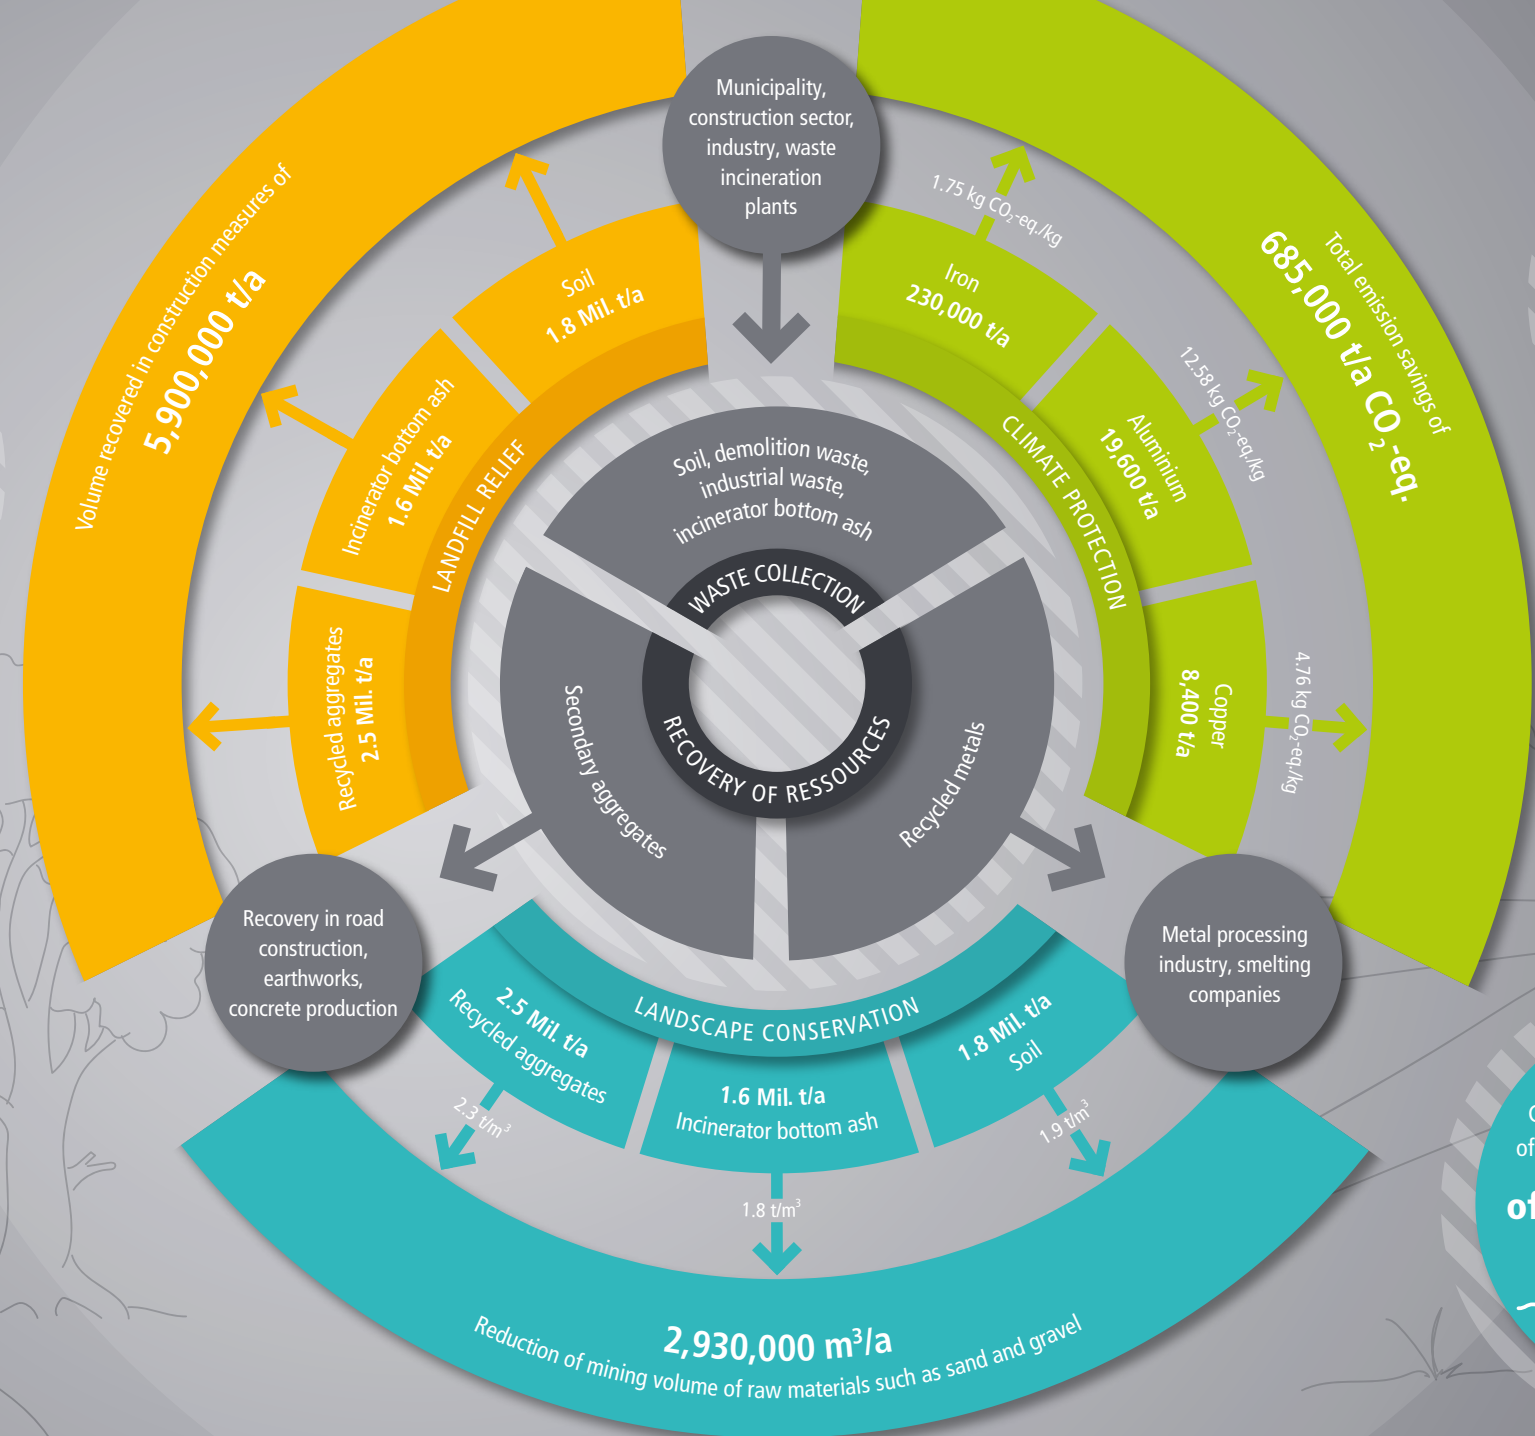 Municipality,
construction sector,
industry, waste
incineration
plants
Volume recovered in construction measures of
5,900,000 t/a
Soil
1.8 Mil. t/a
Incinerator bottom ash
1.6 Mil. t/a
Recycled aggregates
2.5 Mil. t/a
LANDFILL RELIEF
Total emission savings of
685,000 t/a CO₂-eq.
1.75 kg CO₂-eq./kg
Iron
230,000 t/a
12.58 kg CO₂-eq./kg
Aluminium
19,600 t/a
4.76 kg CO₂-eq./kg
Copper
8,400 t/a
CLIMATE PROTECTION
Soil, demolition waste,
industrial waste,
incinerator bottom ash
WASTE COLLECTION
RECOVERY OF RESSOURCES
Secondary aggregates
Recycled metals
Recovery in road
construction,
earthworks,
concrete production
Metal processing
industry, smelting
companies
LANDSCAPE CONSERVATION
2.5 Mil. t/a
Recycled aggregates
1.6 Mil. t/a
Incinerator bottom ash
1.8 Mil. t/a
Soil
2.3 t/m³
1.8 t/m³
1.9 t/m³
2,930,000 m³/a
Reduction of mining volume of raw materials such as sand and gravel
of
of